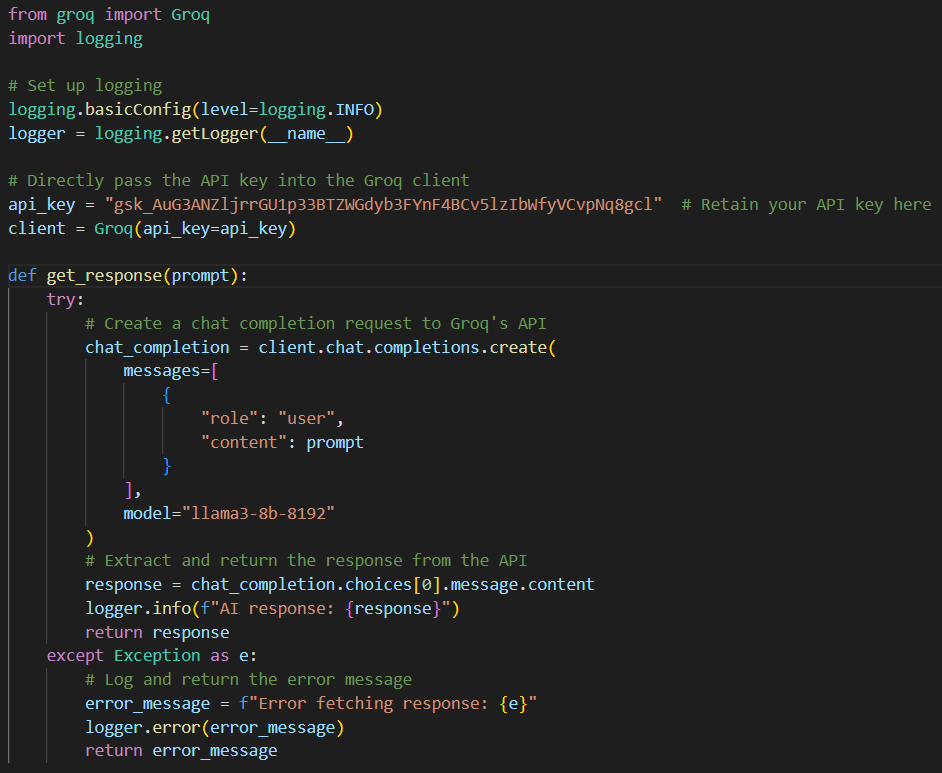 from groq import Groq
import logging

# Set up logging
logging.basicConfig(level=logging.INFO)
logger = logging.getLogger(__name__)

# Directly pass the API key into the Groq client
api_key = "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"  # Retain your API key here
client = Groq(api_key=api_key)

def get_response(prompt):
    try:
        # Create a chat completion request to Groq's API
        chat_completion = client.chat.completions.create(
            messages=[
                {
                    "role": "user",
                    "content": prompt
                }
            ],
            model="llama3-8b-8192"
        )
        # Extract and return the response from the API
        response = chat_completion.choices[0].message.content
        logger.info(f"AI response: {response}")
        return response
    except Exception as e:
        # Log and return the error message
        error_message = f"Error fetching response: {e}"
        logger.error(error_message)
        return error_message